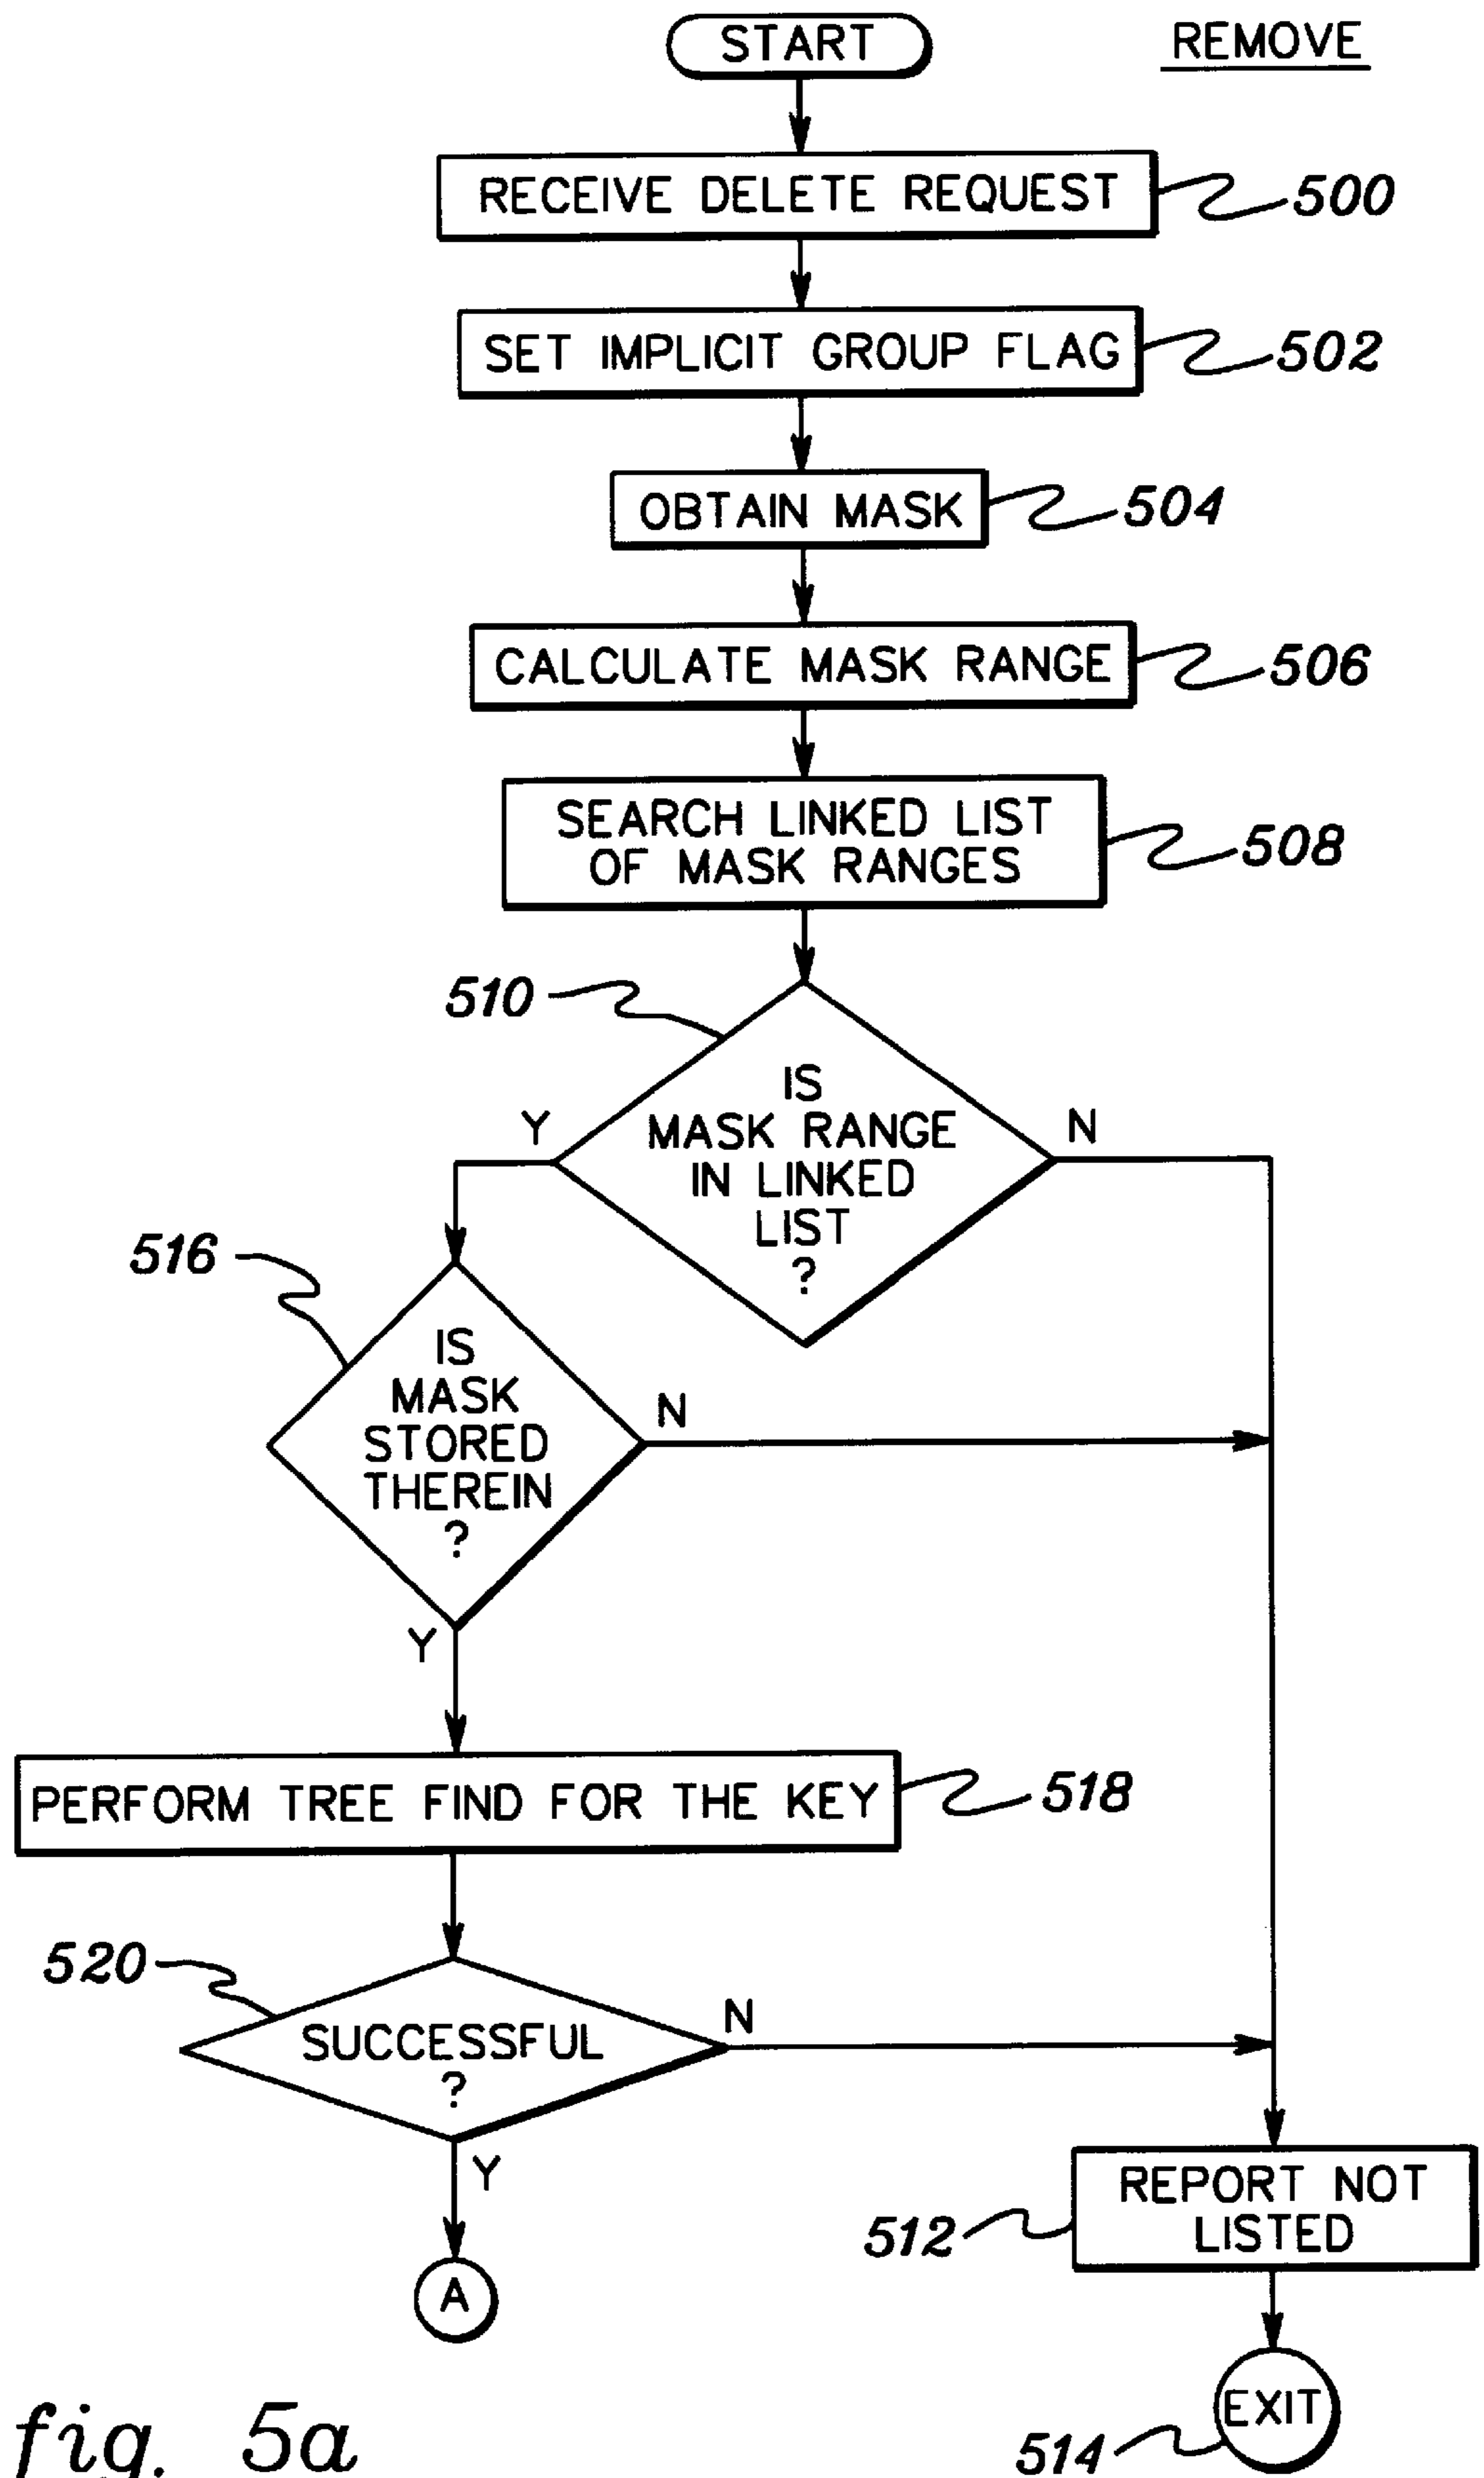 START
REMOVE
RECEIVE DELETE REQUEST
500
SET IMPLICIT GROUP FLAG
502
OBTAIN MASK
504
CALCULATE MASK RANGE
506
SEARCH LINKED LIST
OF MASK RANGES
508
510
IS
MASK RANGE
IN LINKED
LIST
?
Y
N
516
IS
MASK
STORED
THEREIN
?
N
Y
PERFORM TREE FIND FOR THE KEY
518
520
SUCCESSFUL
?
N
Y
A
REPORT NOT
LISTED
512
EXIT
514
fig. 5a